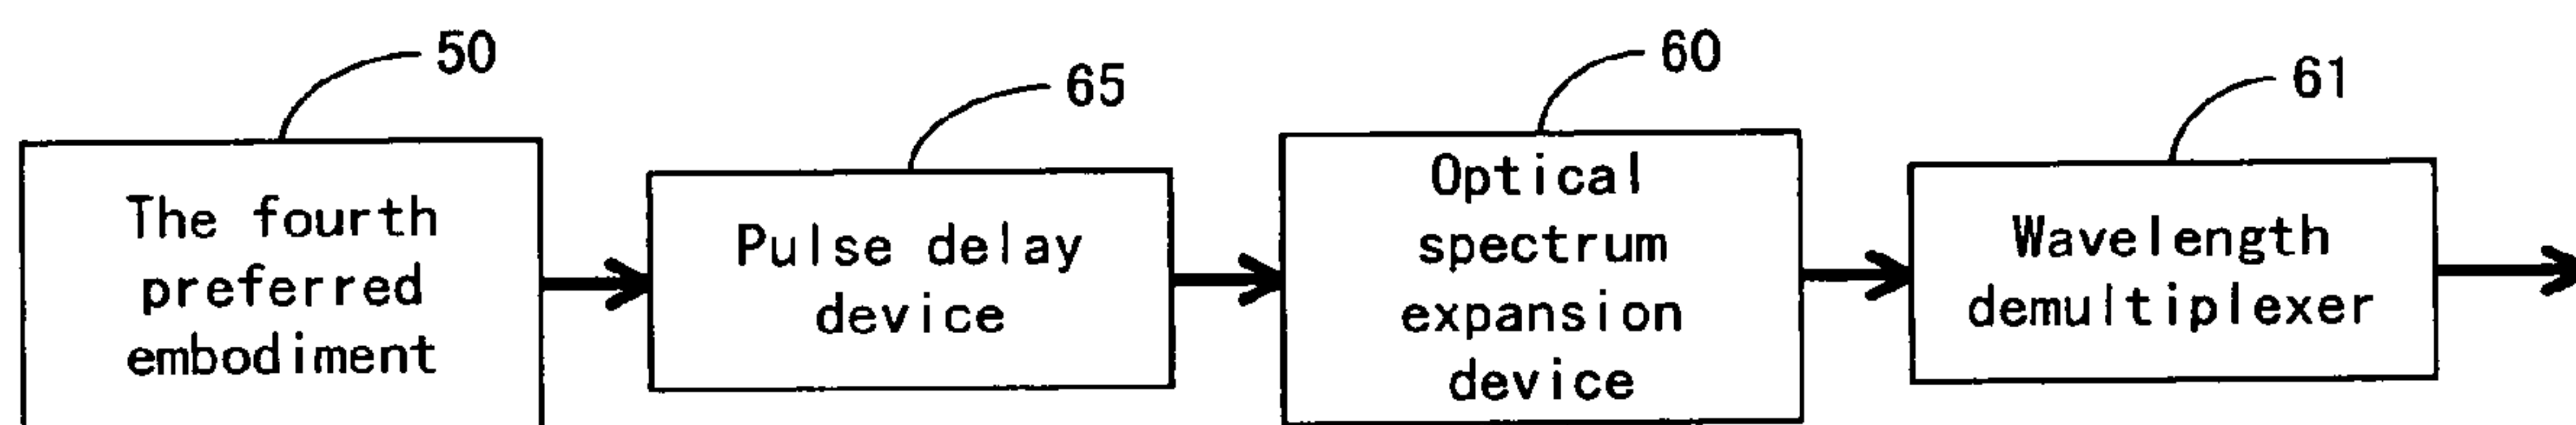 50
65
60
61
The fourth
preferred
embodiment
Pulse delay
device
Optical
spectrum
expansion
device
Wavelength
demultiplexer